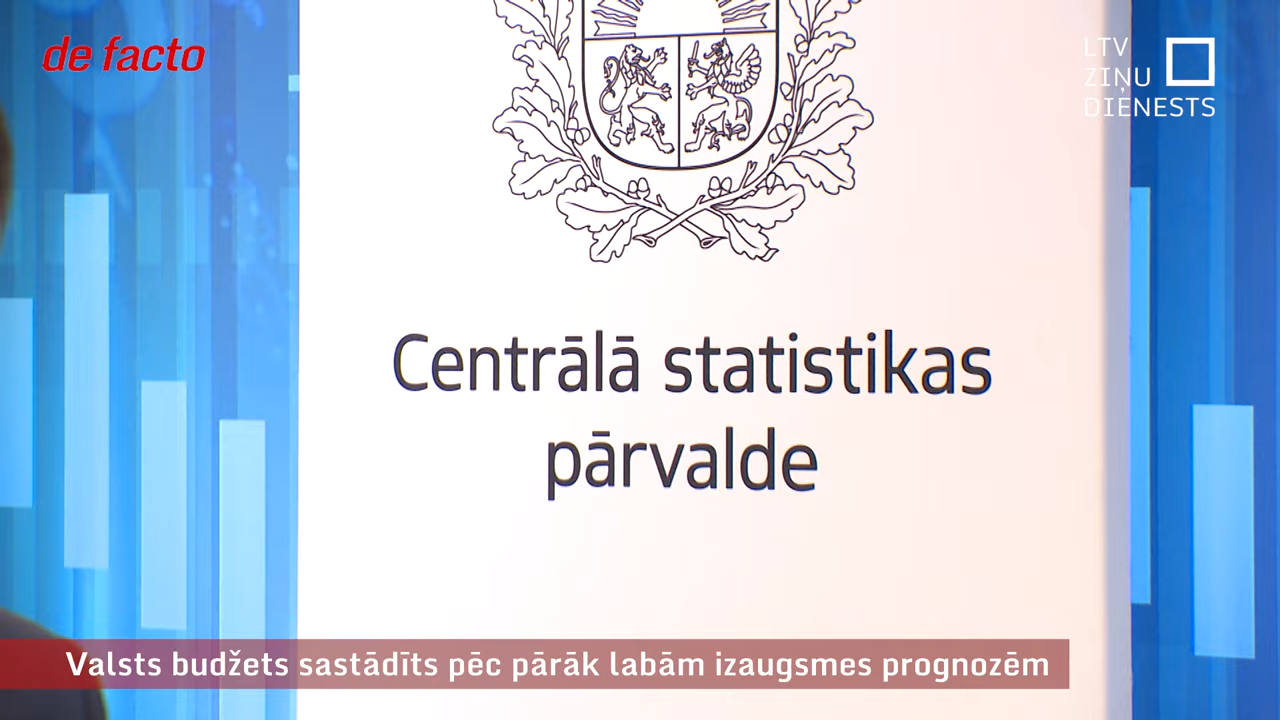 de facto
LTV
ZIŅU
DIENESTS
Centrālā statistikas
pārvalde
Valsts budžets sastādīts pēc pārāk labām izaugsmes prognozēm